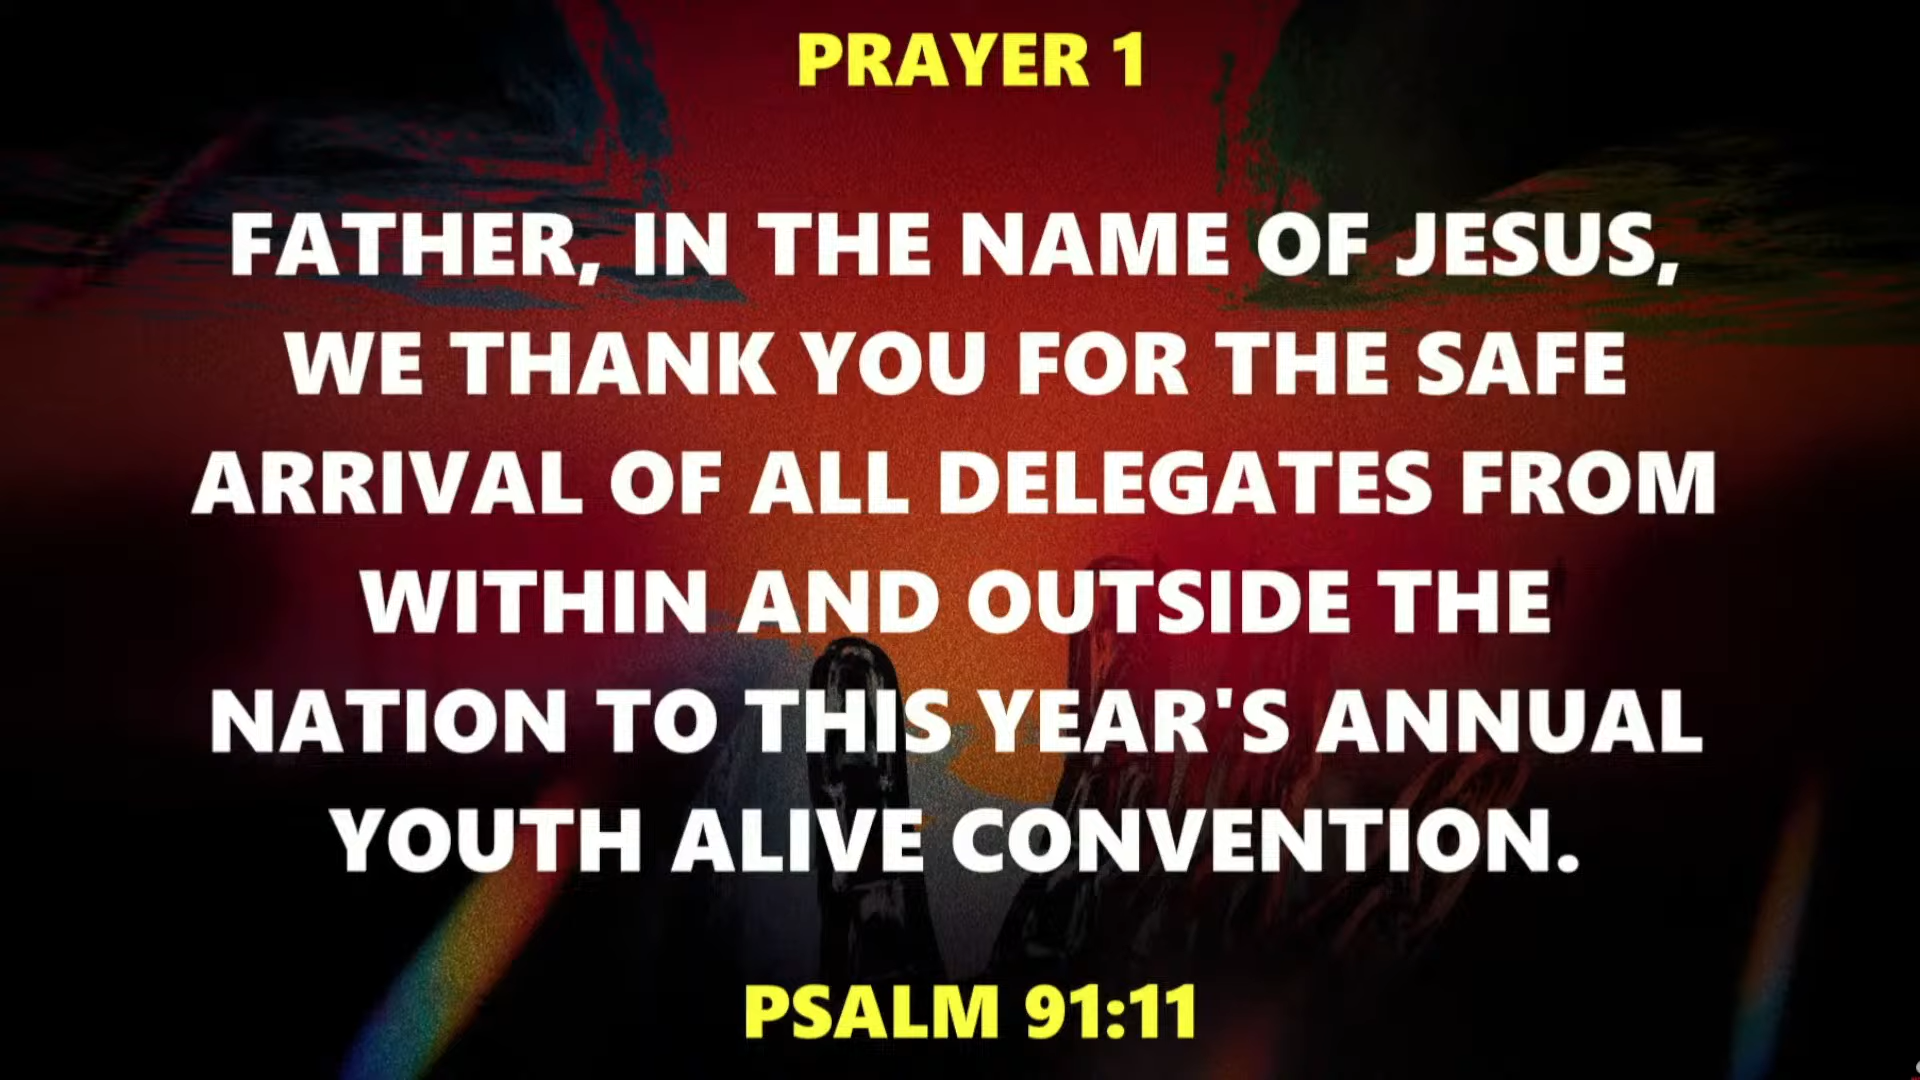 PRAYER 1
FATHER, IN THE NAME OF JESUS,
WE THANK YOU FOR THE SAFE
ARRIVAL OF ALL DELEGATES FROM
WITHIN AND OUTSIDE THE
NATION TO THIS YEAR'S ANNUAL
YOUTH ALIVE CONVENTION.
PSALM 91:11